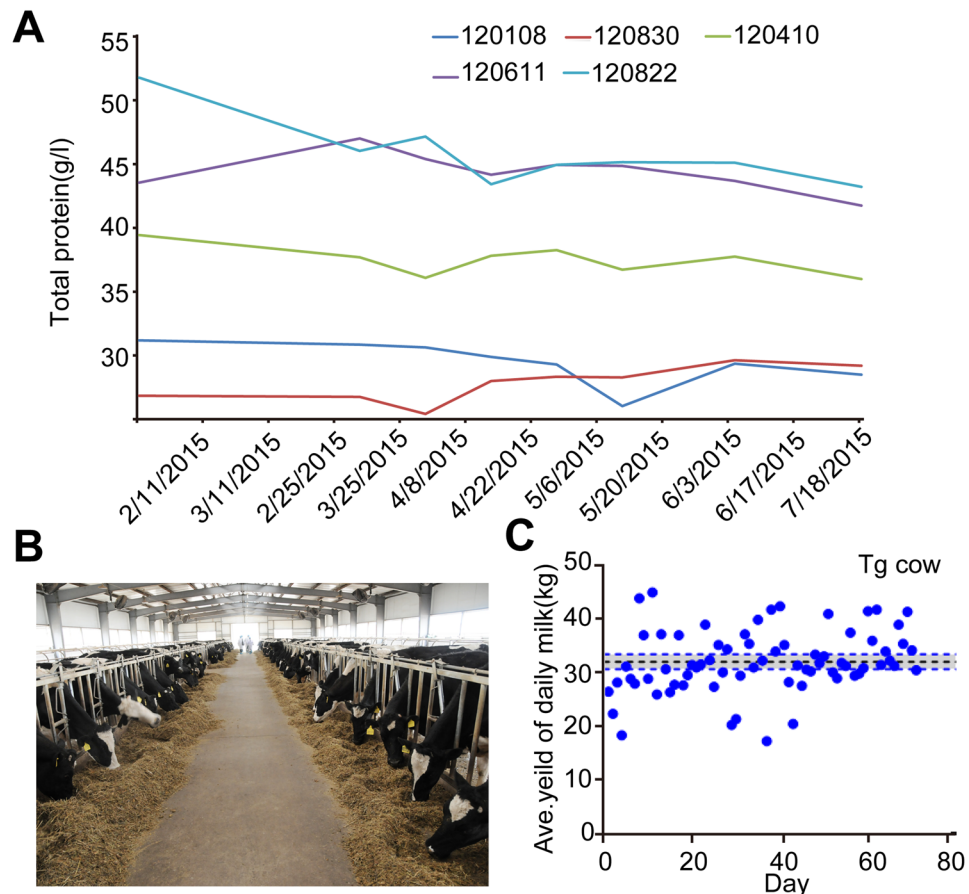 A
55
50
45
40
35
30
Total protein(g/l)
120108 120830 120410
120611 120822
2/11/2015 3/11/2015 2/25/2015 3/25/2015 4/8/2015 4/22/2015 5/6/2015 5/20/2015 6/3/2015 6/17/2015 7/18/2015
B
C
Tg cow
50
40
30
20
10
0
Ave.yeild of daily milk(kg)
0 20 40 60 80
Day